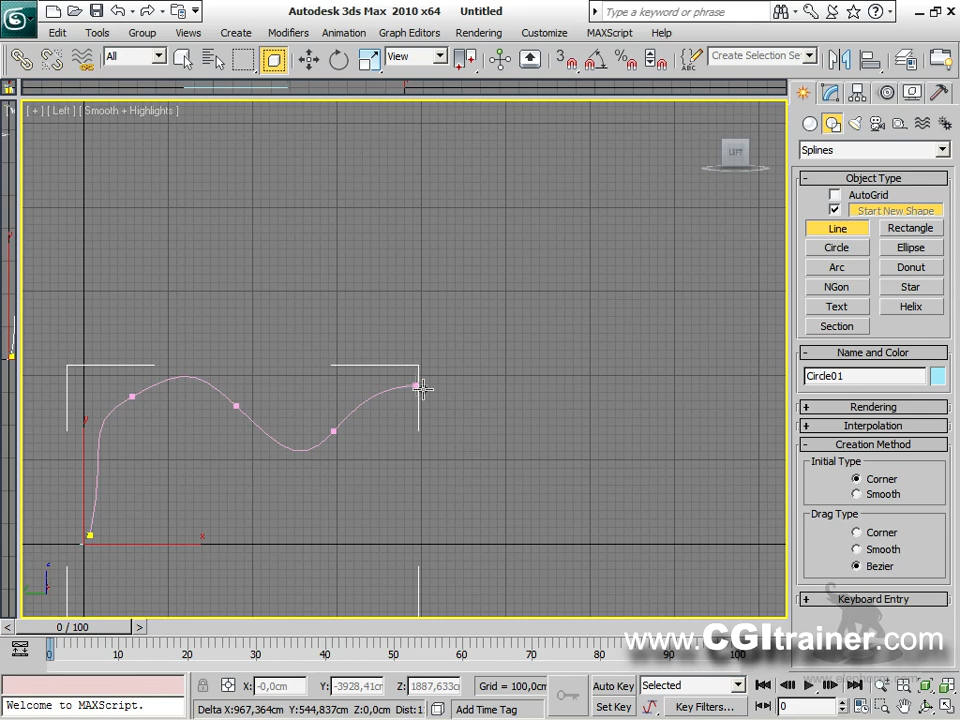 Autodesk 3ds Max 2010 x64 Untitled
Type a keyword or phrase
Edit Tools Group Views Create Modifiers Animation Graph Editors Rendering Customize MAXScript Help
All View Create Selection Se
[ + ] [ Left ] [ Smooth + Highlights ]
LEFT
Splines
- Object Type
AutoGrid
Start New Shape
Line Rectangle
Circle Ellipse
Arc Donut
NGon Star
Text Helix
Section
- Name and Color
Circle01
+ Rendering
+ Interpolation
- Creation Method
Initial Type
Corner
Smooth
Drag Type
Corner
Smooth
Bezier
+ Keyboard Entry
y
x
z
< 0 / 100 >
0 10 20 30 40 50 60 70 80 90
www.CGItrainer.com
X: -0,0cm Y: -3928,41cm Z: 1887,633cm Grid = 100,0cm Auto Key Selected
Welcome to MAXScript. Delta X:967,364cm Y:544,837cm Z:0,0cm Dist:1 Add Time Tag Set Key Key Filters... 0